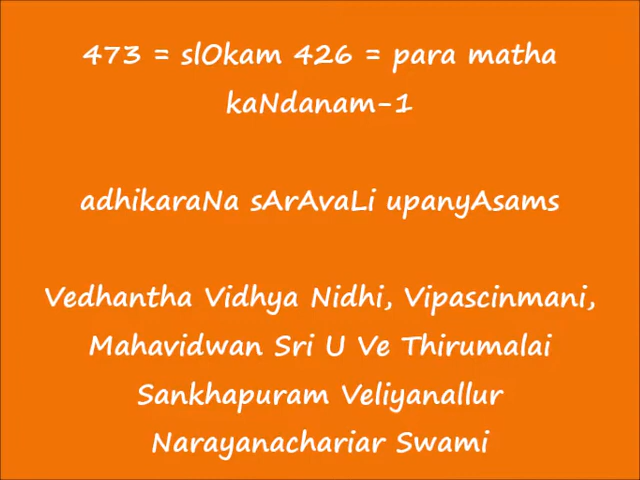 473 = slOkam 426 = para matha
kaNdanam-1
adhikaraNa sArAvaLi upanyAsams
Vedhantha Vidhya Nidhi, Vipascinmani,
Mahavidwan Sri U Ve Thirumalai
Sankhapuram Veliyanallur
Narayanachariar Swami